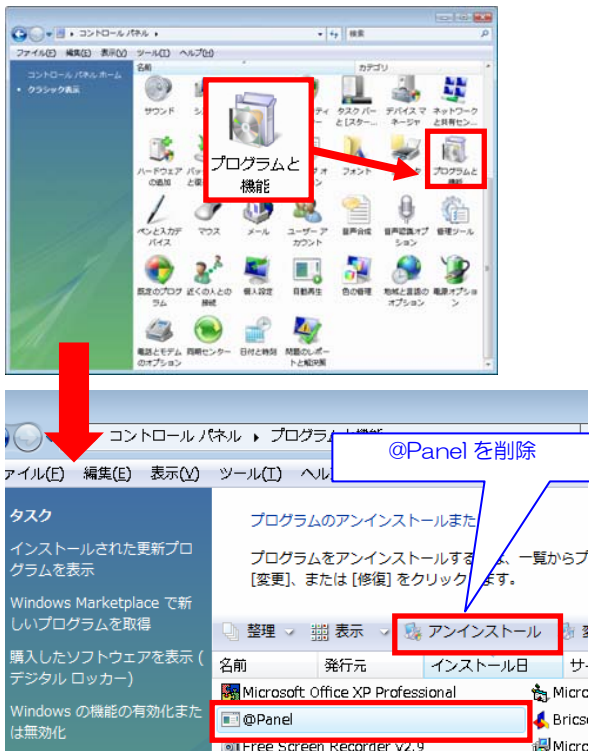 コントロール パネル
検索
ファイル(F) 編集(E) 表示(V) ツール(T) ヘルプ(H)
コントロール パネル ホーム
クラシック表示
名前 カテゴリ
サウンド
タスク バーと [スター...
デバイス マネージャ
ネットワークと共有セン...
プログラムと
機能
ハードウェアの追加
フォント
プログラムと
機能
ペンと入力デバイス
マウス
メール
ユーザー アカウント
音声合成
音声認識オプション
管理ツール
既定のプログラム
近くの人との接続
個人設定
自動再生
色の管理
地域と言語のオプション
電源オプション
電話とモデムのオプション
同期センター
日付と時刻
問題のレポートと解決策
コントロール パネル プログラムと機能
@Panel を削除
ァイル(F) 編集(E) 表示(V) ツール(T) ヘル
タスク
インストールされた更新プロ
グラムを表示
Windows Marketplace で新
しいプログラムを取得
購入したソフトウェアを表示 (
デジタル ロッカー)
Windows の機能の有効化また
は無効化
プログラムのアンインストールまた
プログラムをアンインストールする
、一覧からプ
[変更]、または [修復] をクリック
ます。
整理 表示 アンインストール 変
名前 発行元 インストール日 サ
Microsoft Office XP Professional Micro
@Panel Bricso
Free Screen Recorder v2.9 Micro